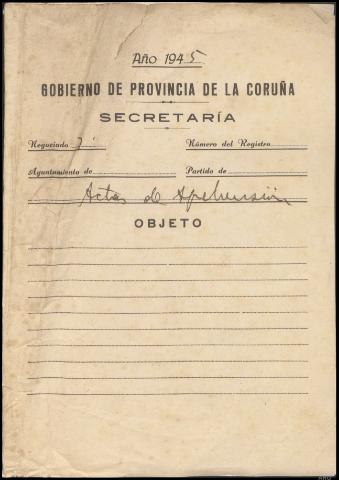 Año 1945
GOBIERNO DE PROVINCIA DE LA CORUÑA
SECRETARÍA
Negociado Número del Registro
Ayuntamiento de Partido de
Actas de Aprehensión
OBJETO